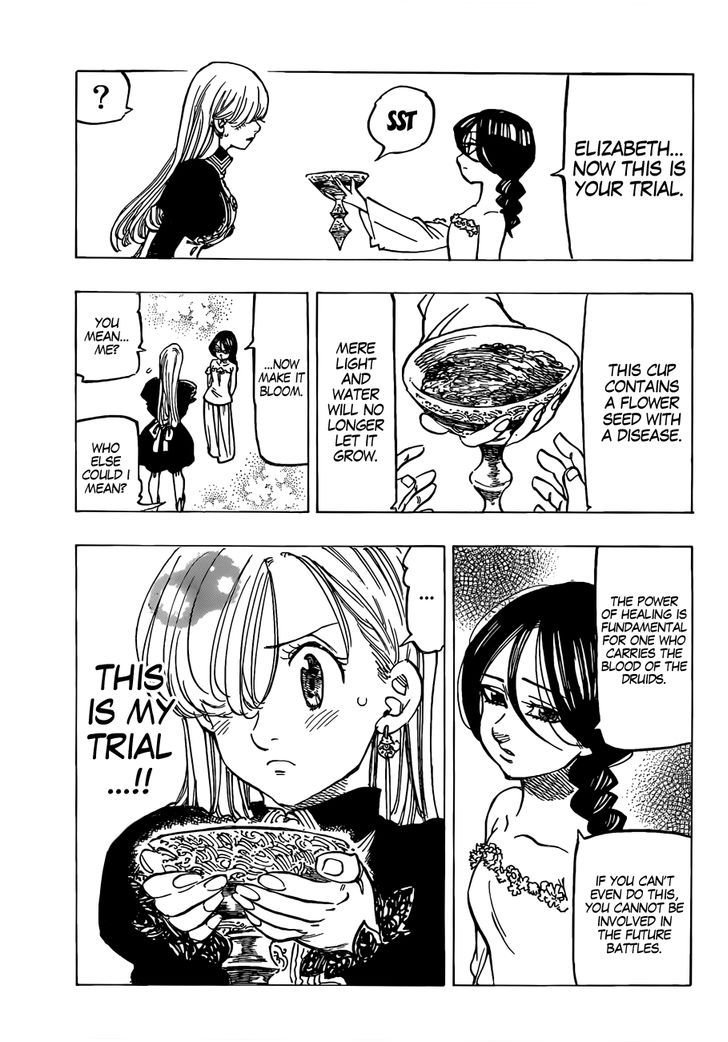 ELIZABETH...
NOW THIS IS
YOUR TRIAL.
SST
?
THIS CUP
CONTAINS
A FLOWER
SEED WITH
A DISEASE.
MERE
LIGHT
AND
WATER
WILL NO
LONGER
LET IT
GROW.
...NOW
MAKE IT
BLOOM.
YOU
MEAN...
ME?
WHO
ELSE
COULD I
MEAN?
THE POWER
OF HEALING IS
FUNDAMENTAL
FOR ONE WHO
CARRIES THE
BLOOD OF THE
DRUIDS.
IF YOU CAN'T
EVEN DO THIS,
YOU CANNOT BE
INVOLVED IN
THE FUTURE
BATTLES.
...
THIS
IS MY
TRIAL
...!!